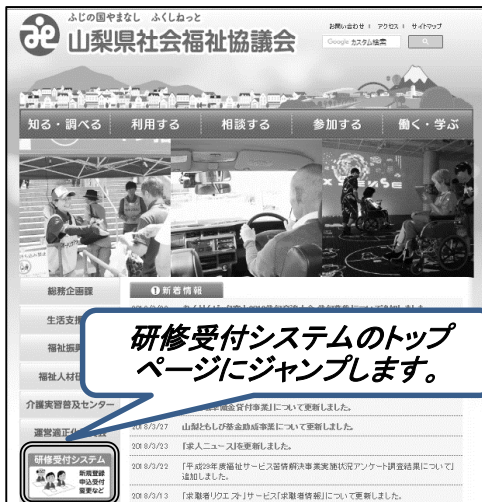 ふじの国やまなし ふくしねっと
山梨県社会福祉協議会
お問い合わせ アクセス サイトマップ
Google カスタム検索
知る・調べる 利用する 相談する 参加する 働く・学ぶ
総務企画課
新着情報
生活支援
福祉振興
福祉人材
研修受付システムのトップ
ページにジャンプします。
介護実習普及センター
金貸付事業」について更新しました。
2018/3/27 山梨ともしび基金助成事業について更新しました。
運営適正化
2018/3/23 「求人ニュース」を更新しました。
研修受付システム
新規登録
申込受付
変更など
2018/3/22 「平成29年度福祉サービス苦情解決事業実施状況アンケート調査結果について」
追加しました。
2018/3/13 「求職者リクエスト」サービス「求職者情報」について更新しました。